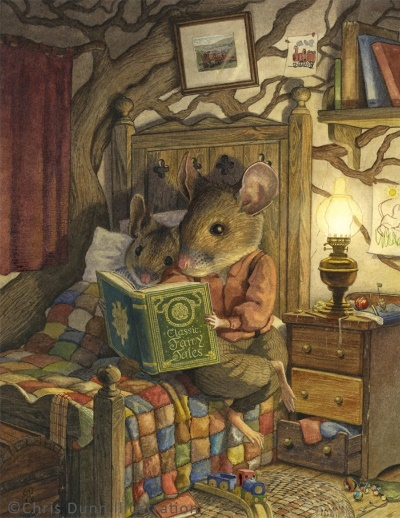 Classic
Fairy
Tales
©Chris Dunn Illustration